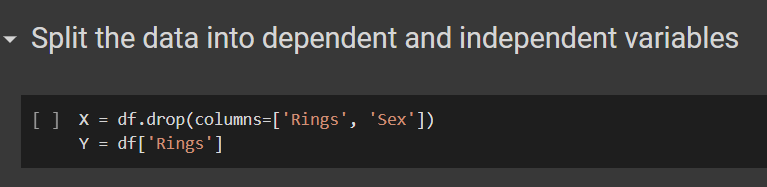 Split the data into dependent and independent variables
[ ] X = df.drop(columns=['Rings', 'Sex'])
Y = df['Rings']